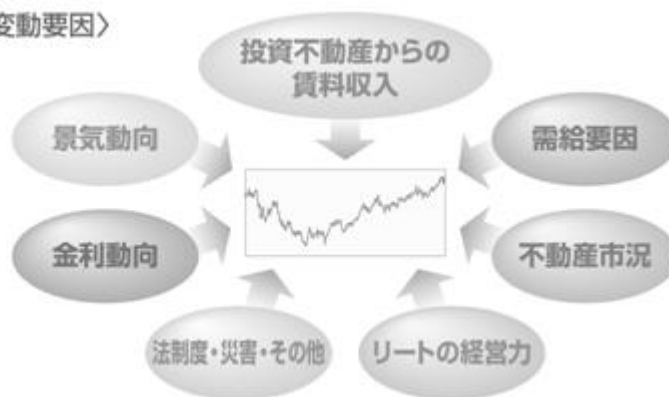 変動要因〉
投資不動産からの
賃料収入
景気動向
需給要因
金利動向
不動産市況
法制度・災害・その他
リートの経営力